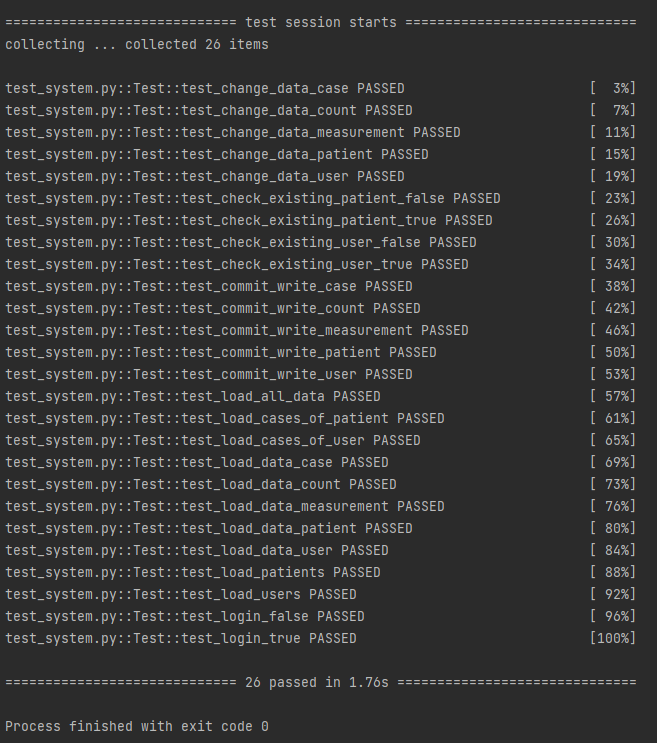 ============================= test session starts =============================
collecting ... collected 26 items
test_system.py::Test::test_change_data_case PASSED [  3%]
test_system.py::Test::test_change_data_count PASSED [  7%]
test_system.py::Test::test_change_data_measurement PASSED [ 11%]
test_system.py::Test::test_change_data_patient PASSED [ 15%]
test_system.py::Test::test_change_data_user PASSED [ 19%]
test_system.py::Test::test_check_existing_patient_false PASSED [ 23%]
test_system.py::Test::test_check_existing_patient_true PASSED [ 26%]
test_system.py::Test::test_check_existing_user_false PASSED [ 30%]
test_system.py::Test::test_check_existing_user_true PASSED [ 34%]
test_system.py::Test::test_commit_write_case PASSED [ 38%]
test_system.py::Test::test_commit_write_count PASSED [ 42%]
test_system.py::Test::test_commit_write_measurement PASSED [ 46%]
test_system.py::Test::test_commit_write_patient PASSED [ 50%]
test_system.py::Test::test_commit_write_user PASSED [ 53%]
test_system.py::Test::test_load_all_data PASSED [ 57%]
test_system.py::Test::test_load_cases_of_patient PASSED [ 61%]
test_system.py::Test::test_load_cases_of_user PASSED [ 65%]
test_system.py::Test::test_load_data_case PASSED [ 69%]
test_system.py::Test::test_load_data_count PASSED [ 73%]
test_system.py::Test::test_load_data_measurement PASSED [ 76%]
test_system.py::Test::test_load_data_patient PASSED [ 80%]
test_system.py::Test::test_load_data_user PASSED [ 84%]
test_system.py::Test::test_load_patients PASSED [ 88%]
test_system.py::Test::test_load_users PASSED [ 92%]
test_system.py::Test::test_login_false PASSED [ 96%]
test_system.py::Test::test_login_true PASSED [100%]
============================= 26 passed in 1.76s ==============================
Process finished with exit code 0